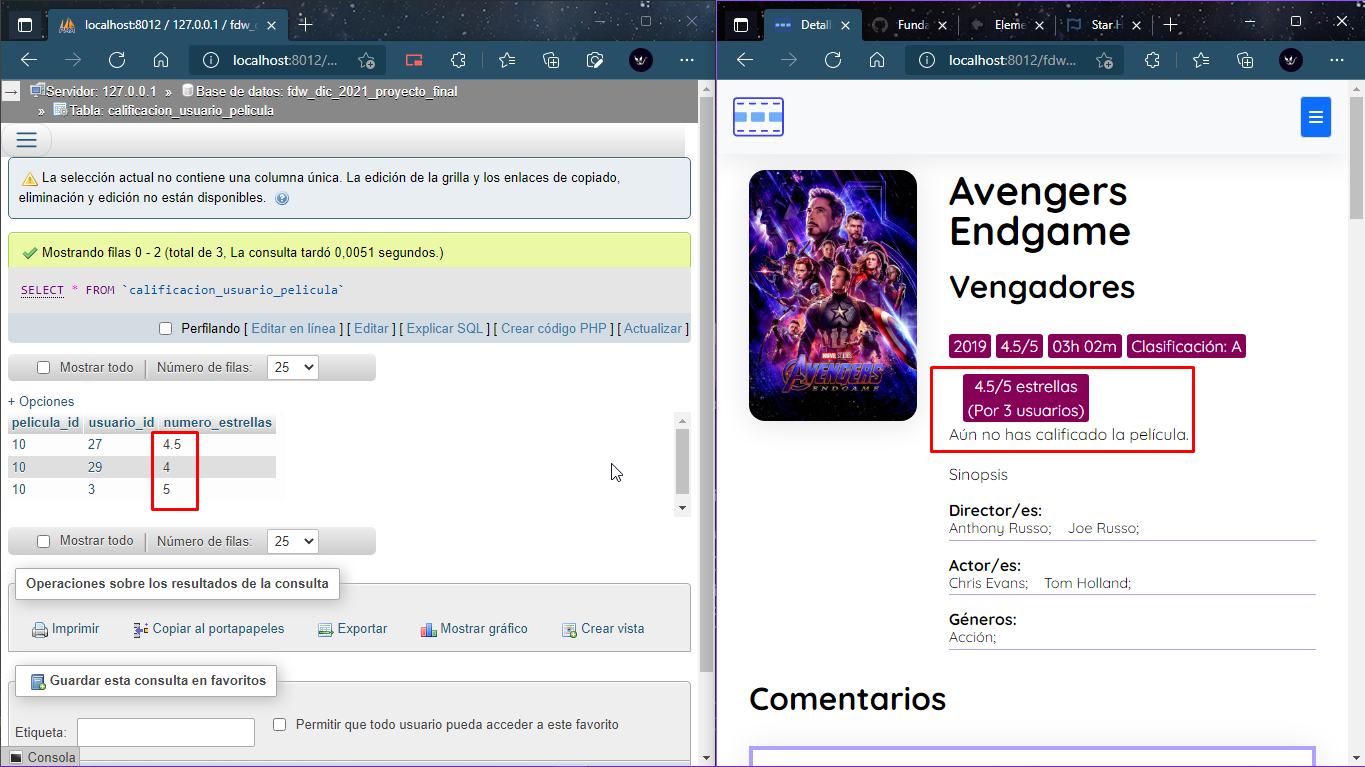 localhost:8012 / 127.0.0.1 / fdw_
localhost:8012/...
Servidor: 127.0.0.1 » Base de datos: fdw_dic_2021_proyecto_final
» Tabla: calificacion_usuario_pelicula
La selección actual no contiene una columna única. La edición de la grilla y los enlaces de copiado,
eliminación y edición no están disponibles.
Mostrando filas 0 - 2 (total de 3, La consulta tardó 0,0051 segundos.)
SELECT * FROM `calificacion_usuario_pelicula`
Perfilando [ Editar en línea ] [ Editar ] [ Explicar SQL ] [ Crear código PHP ] [ Actualizar ]
Mostrar todo Número de filas: 25
+ Opciones
pelicula_id usuario_id numero_estrellas
10 27 4.5
10 29 4
10 3 5
Mostrar todo Número de filas: 25
Operaciones sobre los resultados de la consulta
Imprimir Copiar al portapapeles Exportar Mostrar gráfico Crear vista
Guardar esta consulta en favoritos
Etiqueta: Permitir que todo usuario pueda acceder a este favorito
Consola
Detall Funda Eleme Star H
localhost:8012/fdw...
MARVEL STUDIOS
AVENGERS
ENDGAME
Avengers
Endgame
Vengadores
2019 4.5/5 03h 02m Clasificación: A
4.5/5 estrellas
(Por 3 usuarios)
Aún no has calificado la película.
Sinopsis
Director/es:
Anthony Russo; Joe Russo;
Actor/es:
Chris Evans; Tom Holland;
Géneros:
Acción;
Comentarios